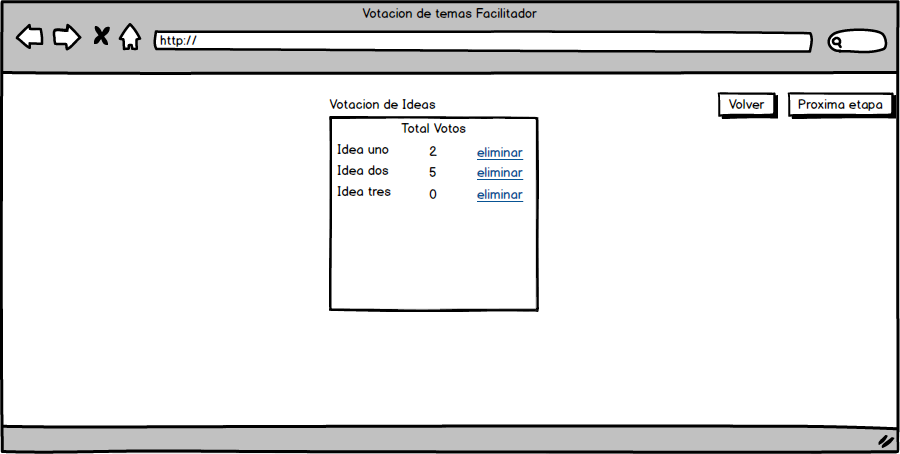 Votacion de temas Facilitador
http://
Volver
Proxima etapa
Votacion de Ideas
Total Votos
Idea uno 2 eliminar
Idea dos 5 eliminar
Idea tres 0 eliminar